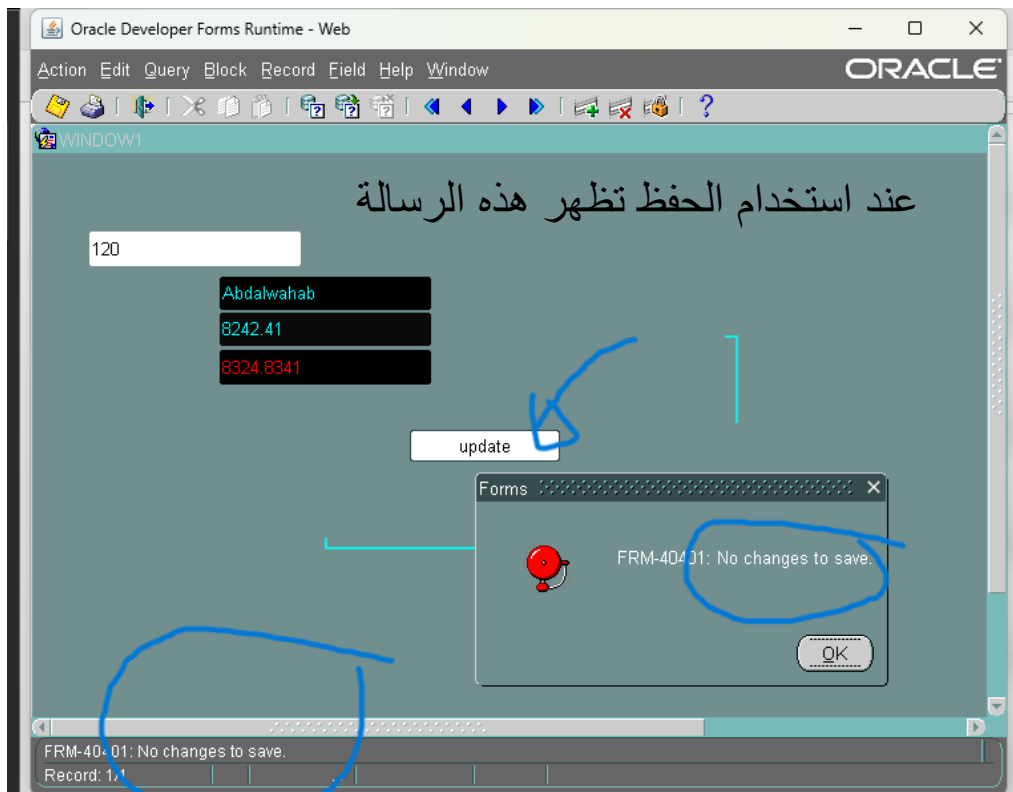 Oracle Developer Forms Runtime - Web
Action Edit Query Block Record Field Help Window
ORACLE
WINDOW1
عند استخدام الحفظ تظهر هذه الرسالة
120
Abdalwahab
8242.41
8324.8341
update
Forms
FRM-40401: No changes to save.
OK
FRM-40401: No changes to save.
Record: 1/1